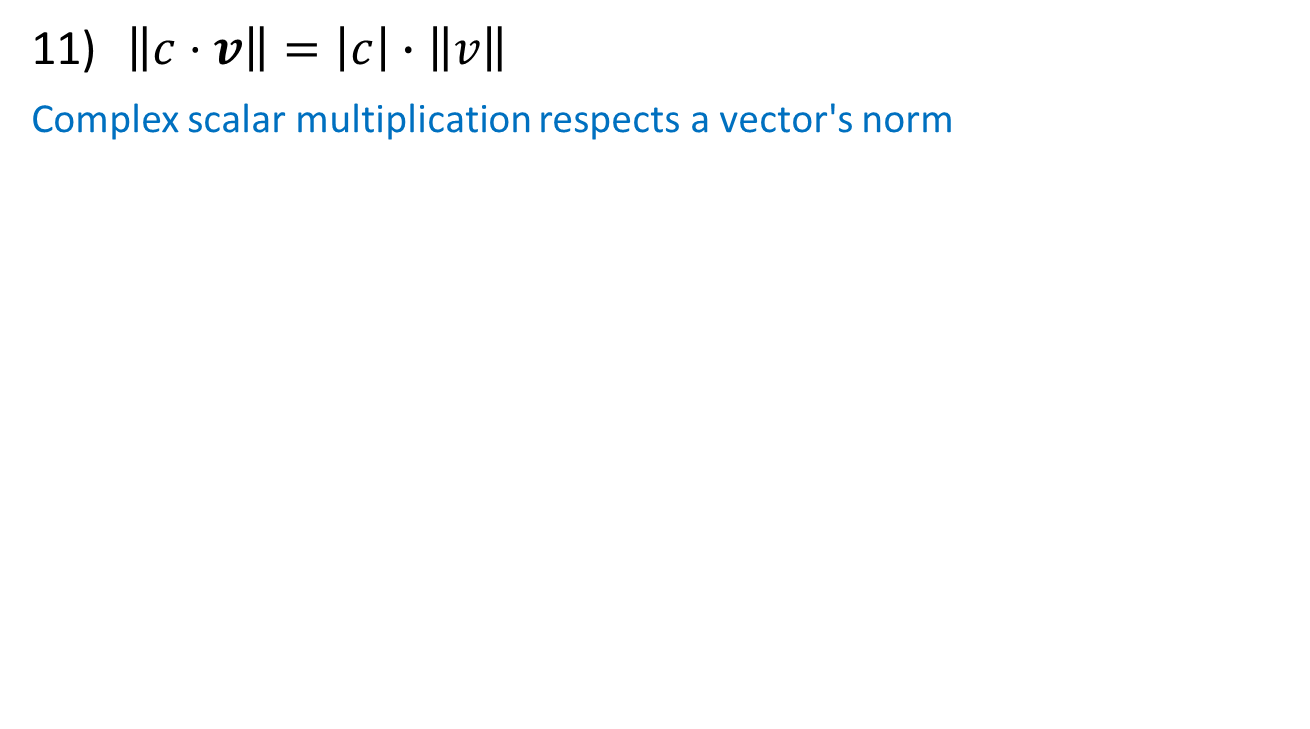 11) ‖c · v‖ = |c| · ‖v‖
Complex scalar multiplication respects a vector's norm